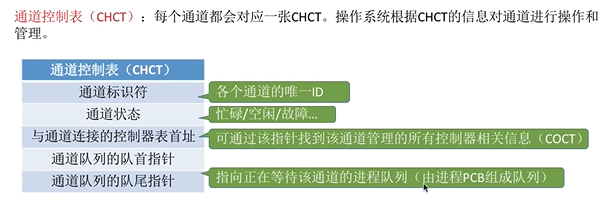 通道控制表（CHCT）：每个通道都会对应一张CHCT。操作系统根据CHCT的信息对通道进行操作和
管理。
通道控制表（CHCT）
通道标识符
各个通道的唯一ID
通道状态
忙碌/空闲/故障...
与通道连接的控制器表首址
可通过该指针找到该通道管理的所有控制器相关信息（COCT）
通道队列的队首指针
通道队列的队尾指针
指向正在等待该通道的进程队列（由进程PCB组成队列）